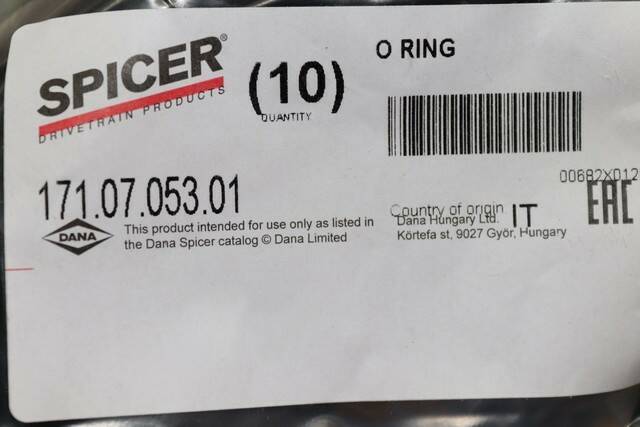 SPICER®
DRIVETRAIN PRODUCTS
(10)
QUANTITY
O RING
00682X012
171.07.053.01
DANA
This product intended for use only as listed in
the Dana Spicer catalog © Dana Limited
Country of origin IT
Dana Hungary Ltd.
Körtefa st, 9027 Györ, Hungary
EAC